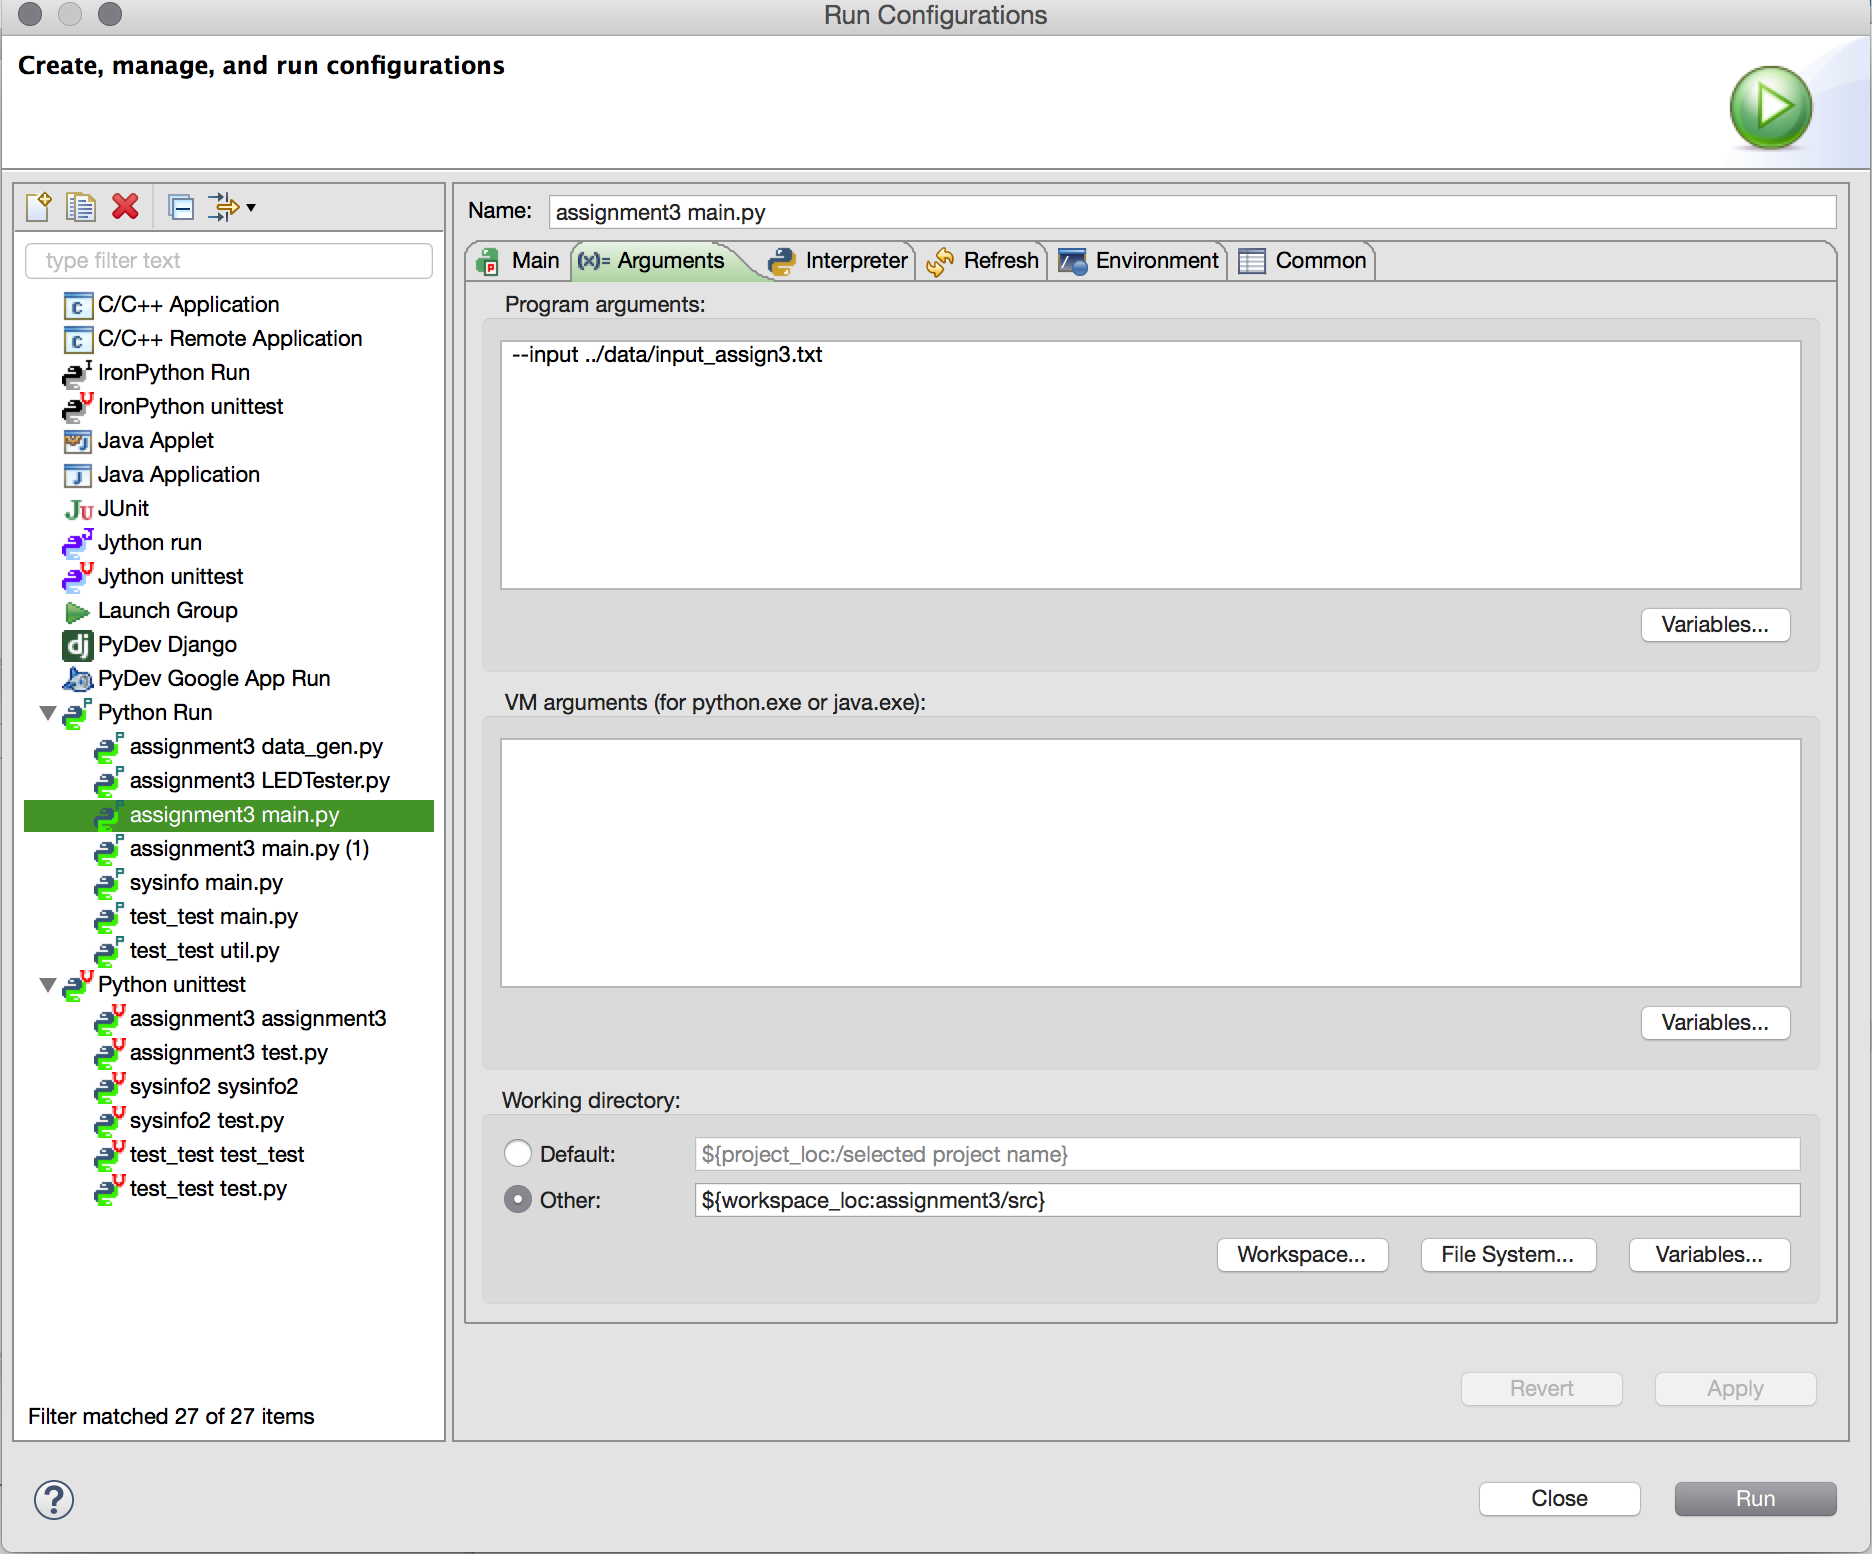 Run Configurations
Create, manage, and run configurations
type filter text
C/C++ Application
C/C++ Remote Application
IronPython Run
IronPython unittest
Java Applet
Java Application
JUnit
Jython run
Jython unittest
Launch Group
PyDev Django
PyDev Google App Run
Python Run
assignment3 data_gen.py
assignment3 LEDTester.py
assignment3 main.py
assignment3 main.py (1)
sysinfo main.py
test_test main.py
test_test util.py
Python unittest
assignment3 assignment3
assignment3 test.py
sysinfo2 sysinfo2
sysinfo2 test.py
test_test test_test
test_test test.py
Filter matched 27 of 27 items
Name: assignment3 main.py
Main (x)= Arguments Interpreter Refresh Environment Common
Program arguments:
--input ../data/input_assign3.txt
Variables...
VM arguments (for python.exe or java.exe):
Variables...
Working directory:
Default: ${project_loc:/selected project name}
Other: ${workspace_loc:assignment3/src}
Workspace... File System... Variables...
Revert Apply
? Close Run